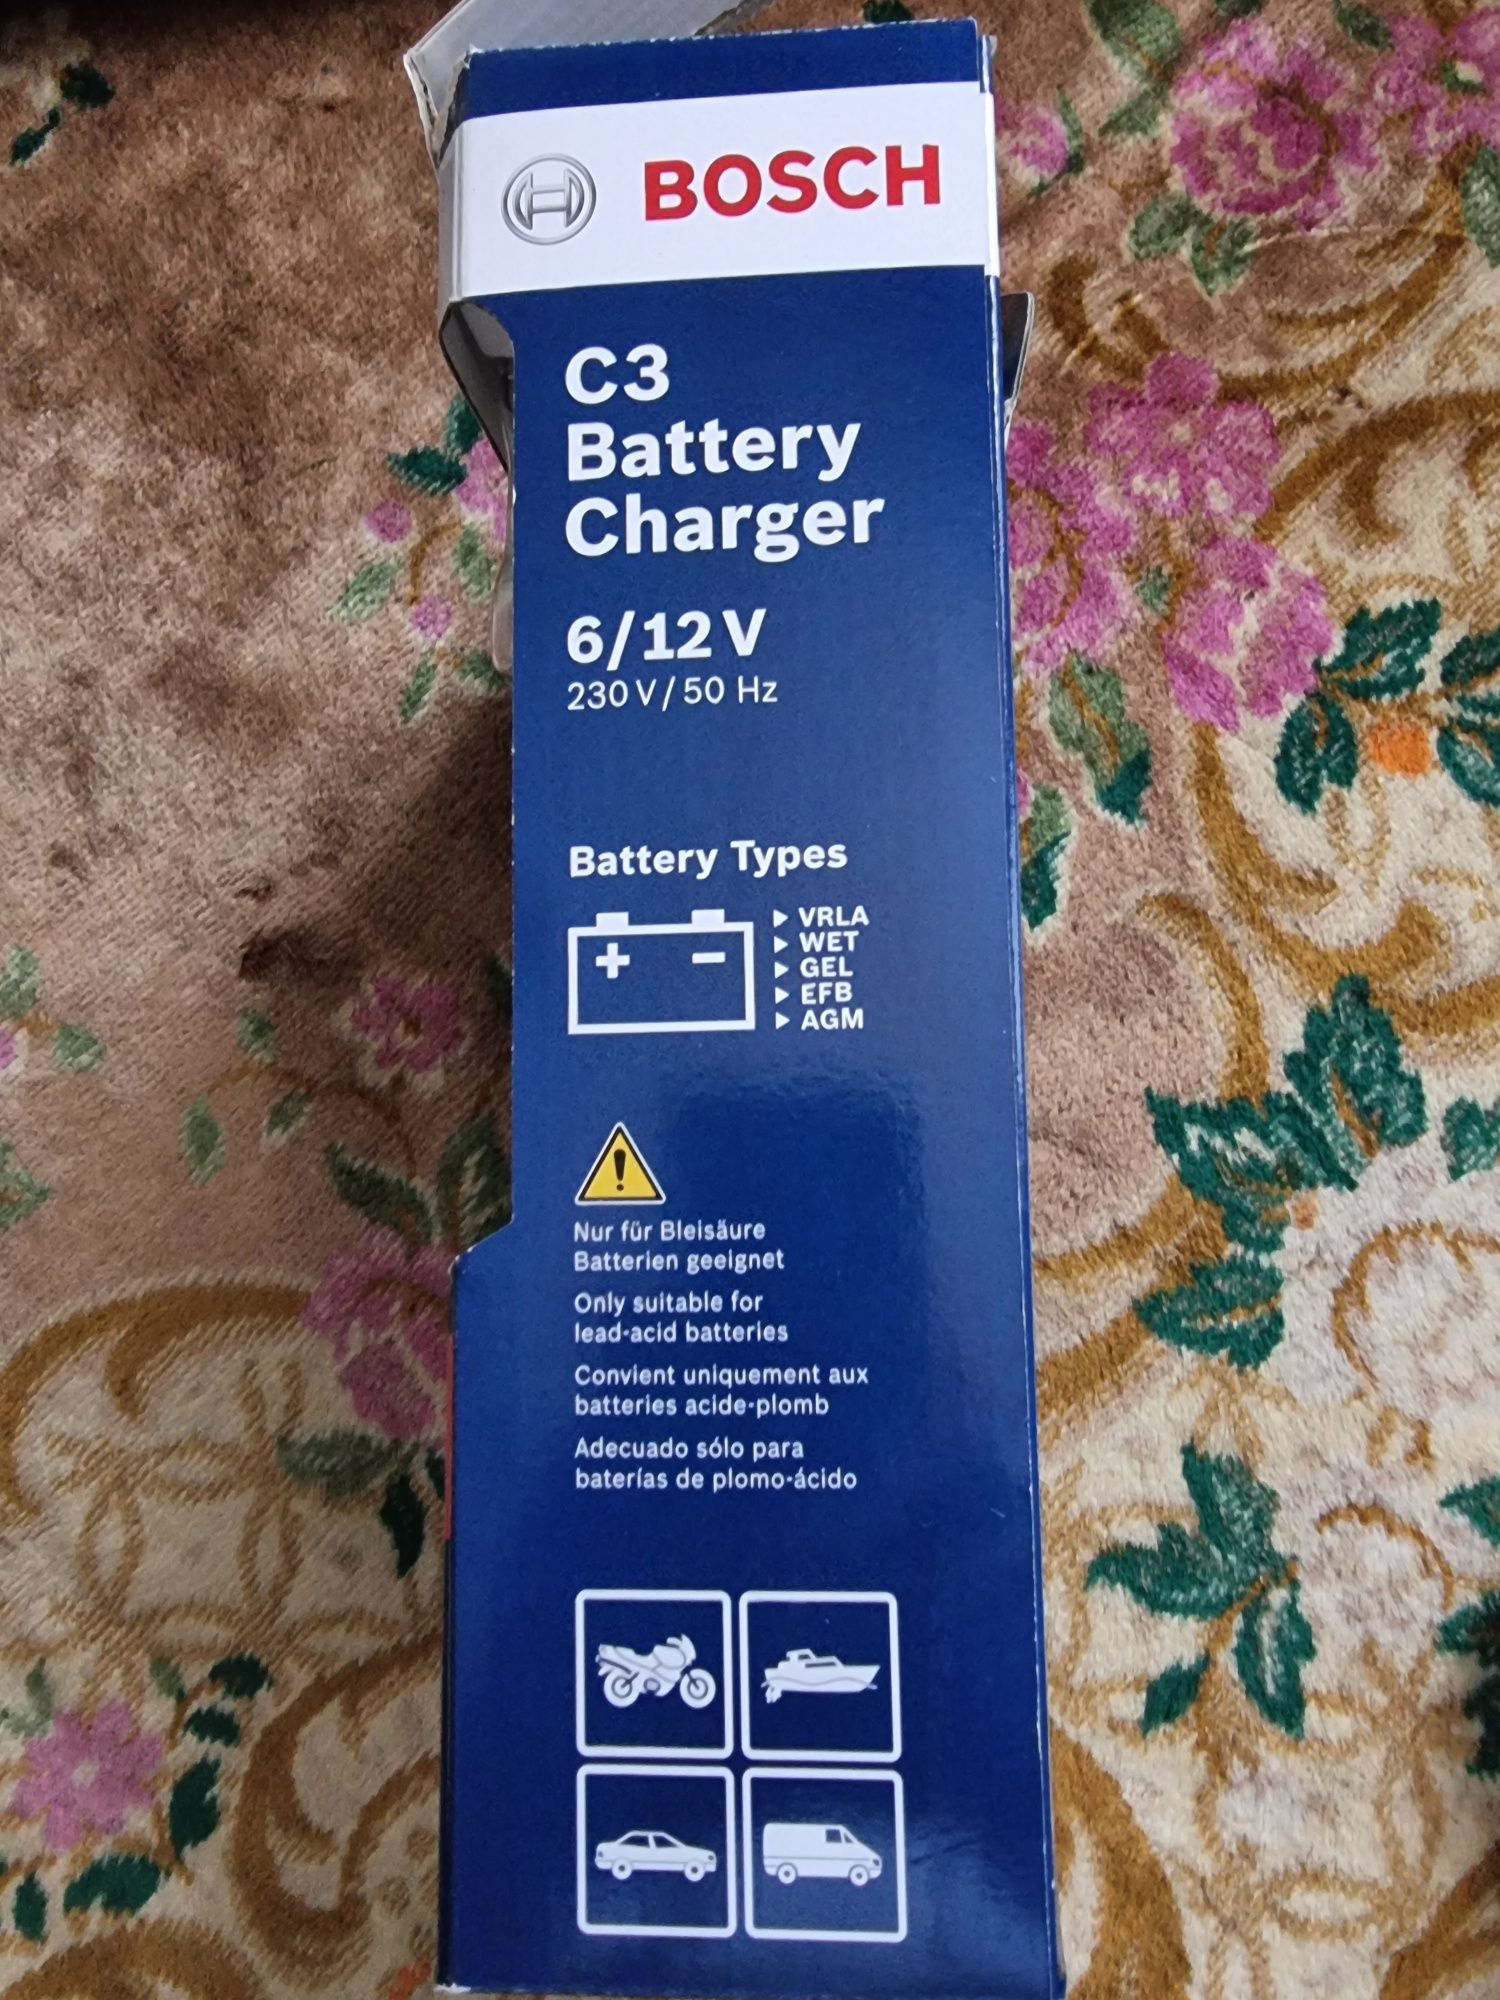 BOSCH
C3
Battery
Charger
6/12 V
230 V / 50 Hz
Battery Types
+ −
▶ VRLA
▶ WET
▶ GEL
▶ EFB
▶ AGM
Nur für Bleisäure
Batterien geeignet
Only suitable for
lead-acid batteries
Convient uniquement aux
batteries acide-plomb
Adecuado sólo para
baterías de plomo-ácido